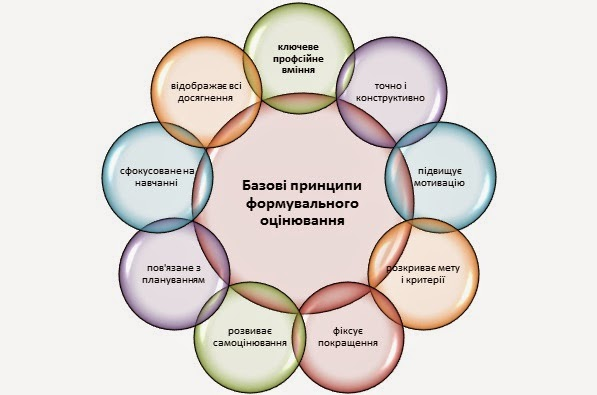 ключеве
профсійне
вміння
точно і
конструктивно
підвищує
мотивацію
розкриває мету
і критерії
фіксує
покращення
розвиває
самоцінювання
пов'язане з
плануванням
сфокусоване на
навчанні
відображає всі
досягнення
Базові принципи
формувального
оцінювання